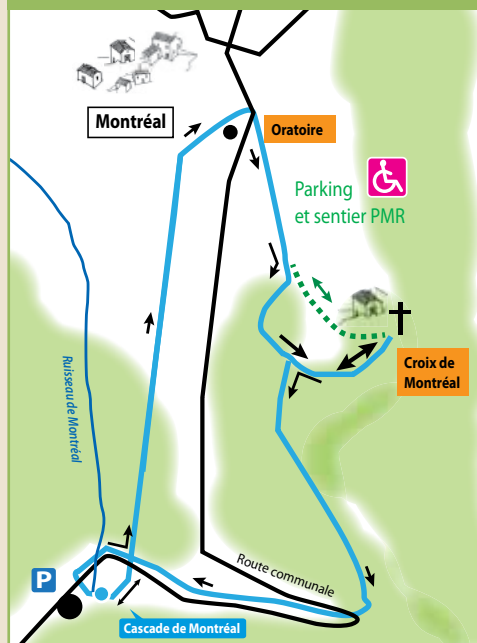 Montréal
Oratoire
Parking
et sentier PMR
Croix de
Montréal
Ruisseau de Montréal
Route communale
P
Cascade de Montréal